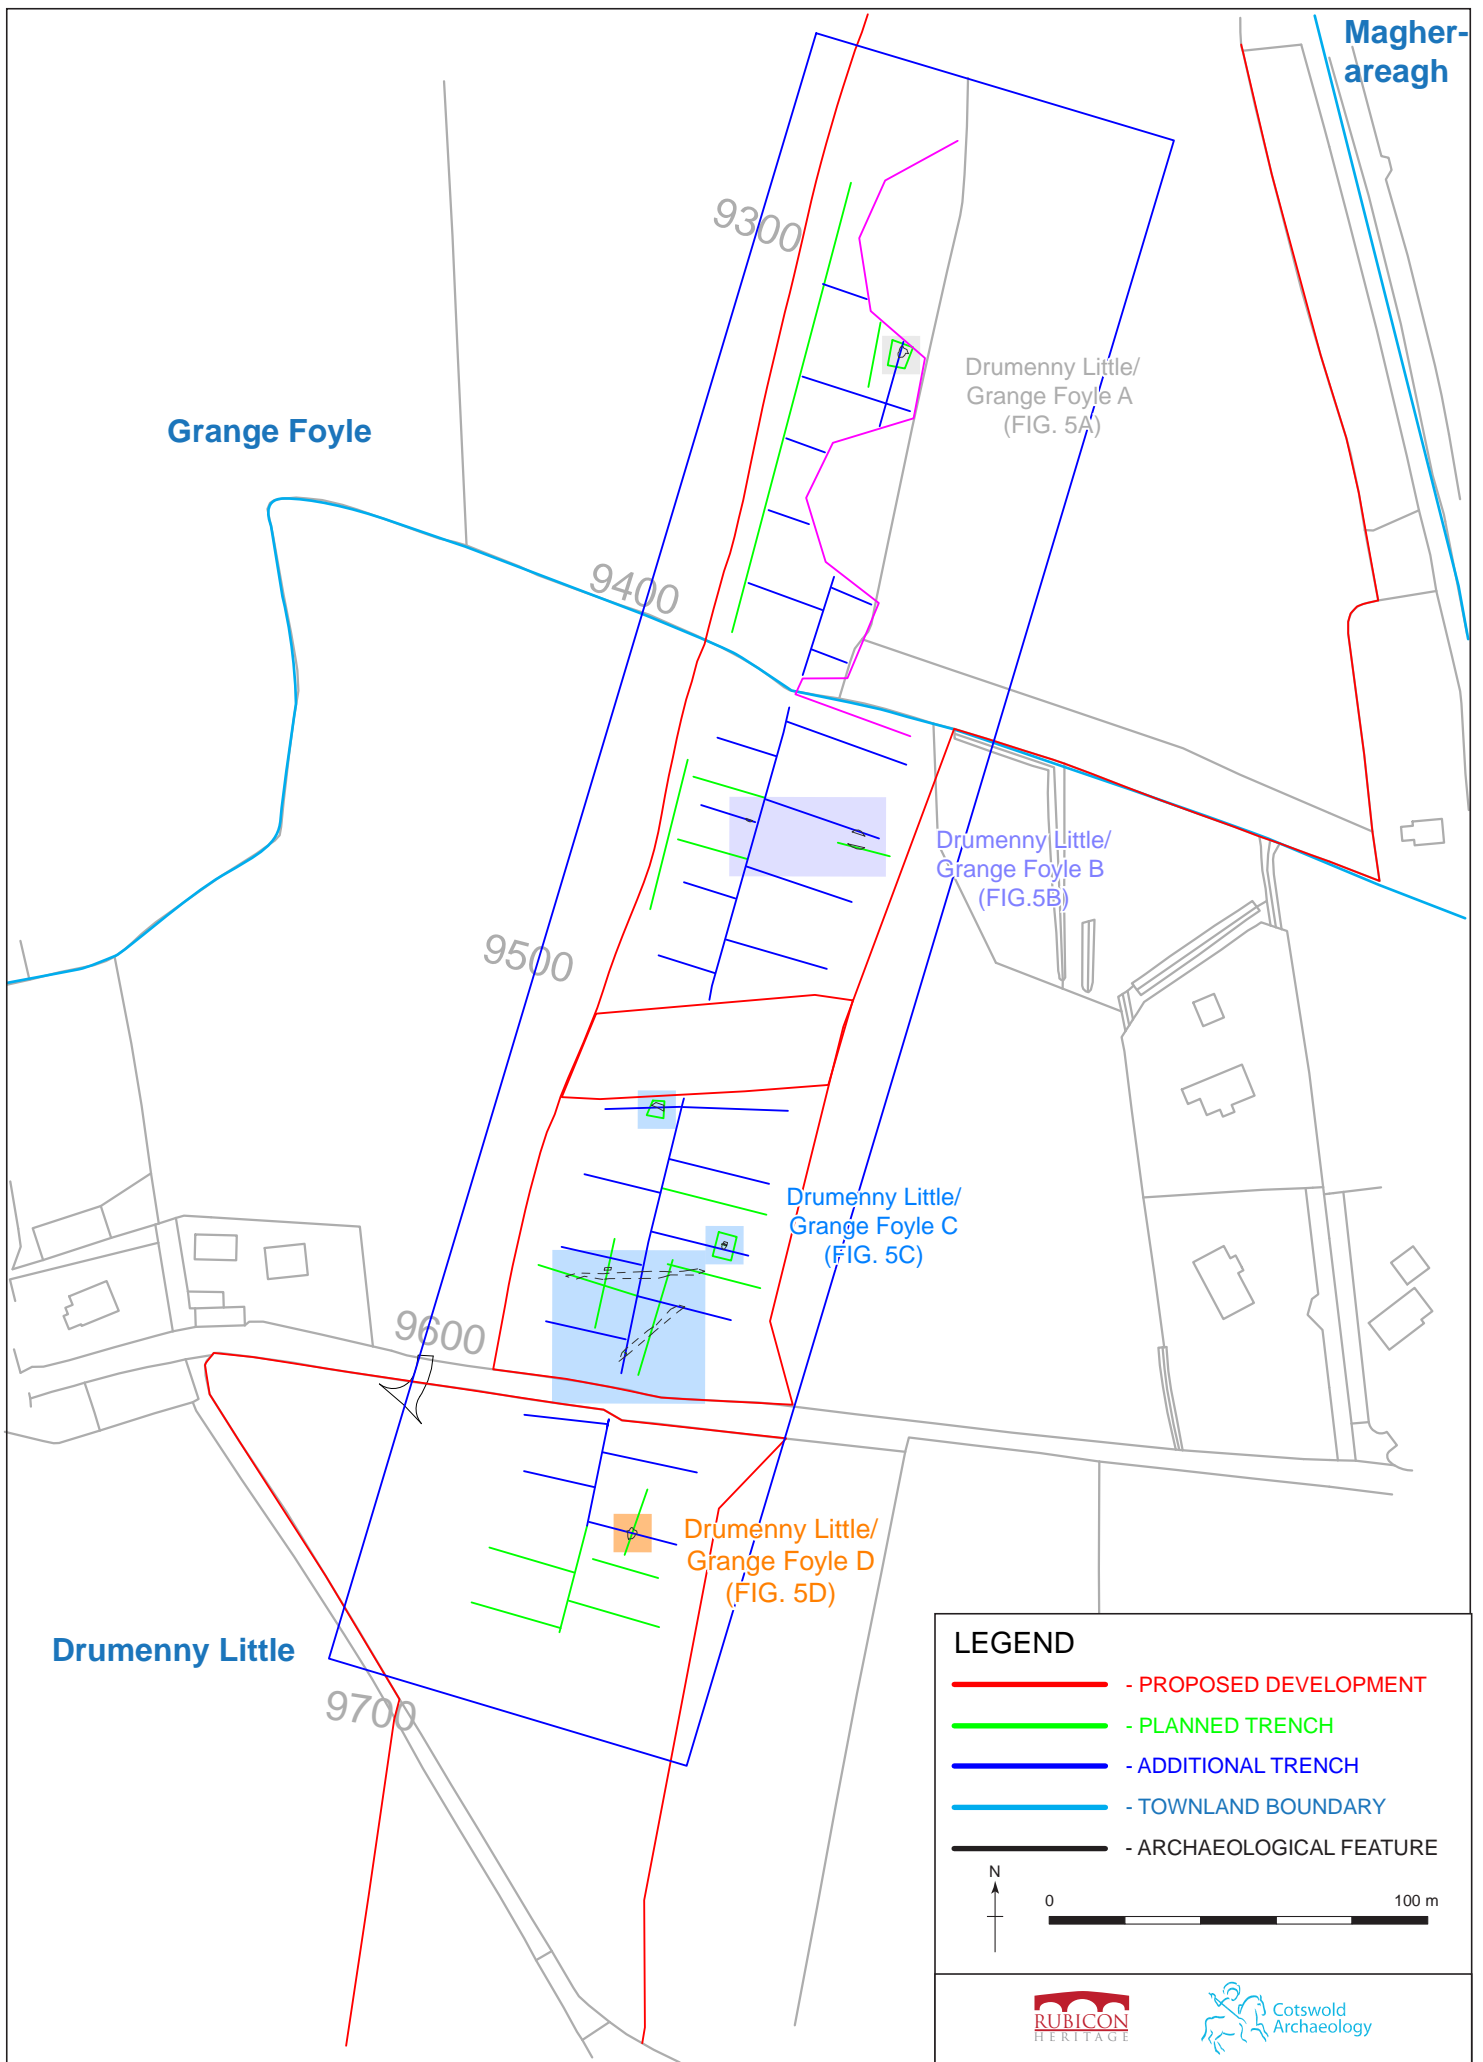 Magher-
areagh
9300
Drumenny Little/
Grange Foyle A
(FIG. 5A)
Grange Foyle
9400
Drumenny Little/
Grange Foyle B
(FIG.5B)
9500
Drumenny Little/
Grange Foyle C
(FIG. 5C)
9600
Drumenny Little/
Grange Foyle D
(FIG. 5D)
Drumenny Little
9700
LEGEND
- PROPOSED DEVELOPMENT
- PLANNED TRENCH
- ADDITIONAL TRENCH
- TOWNLAND BOUNDARY
- ARCHAEOLOGICAL FEATURE
N
0 100 m
RUBICON
HERITAGE
Cotswold
Archaeology